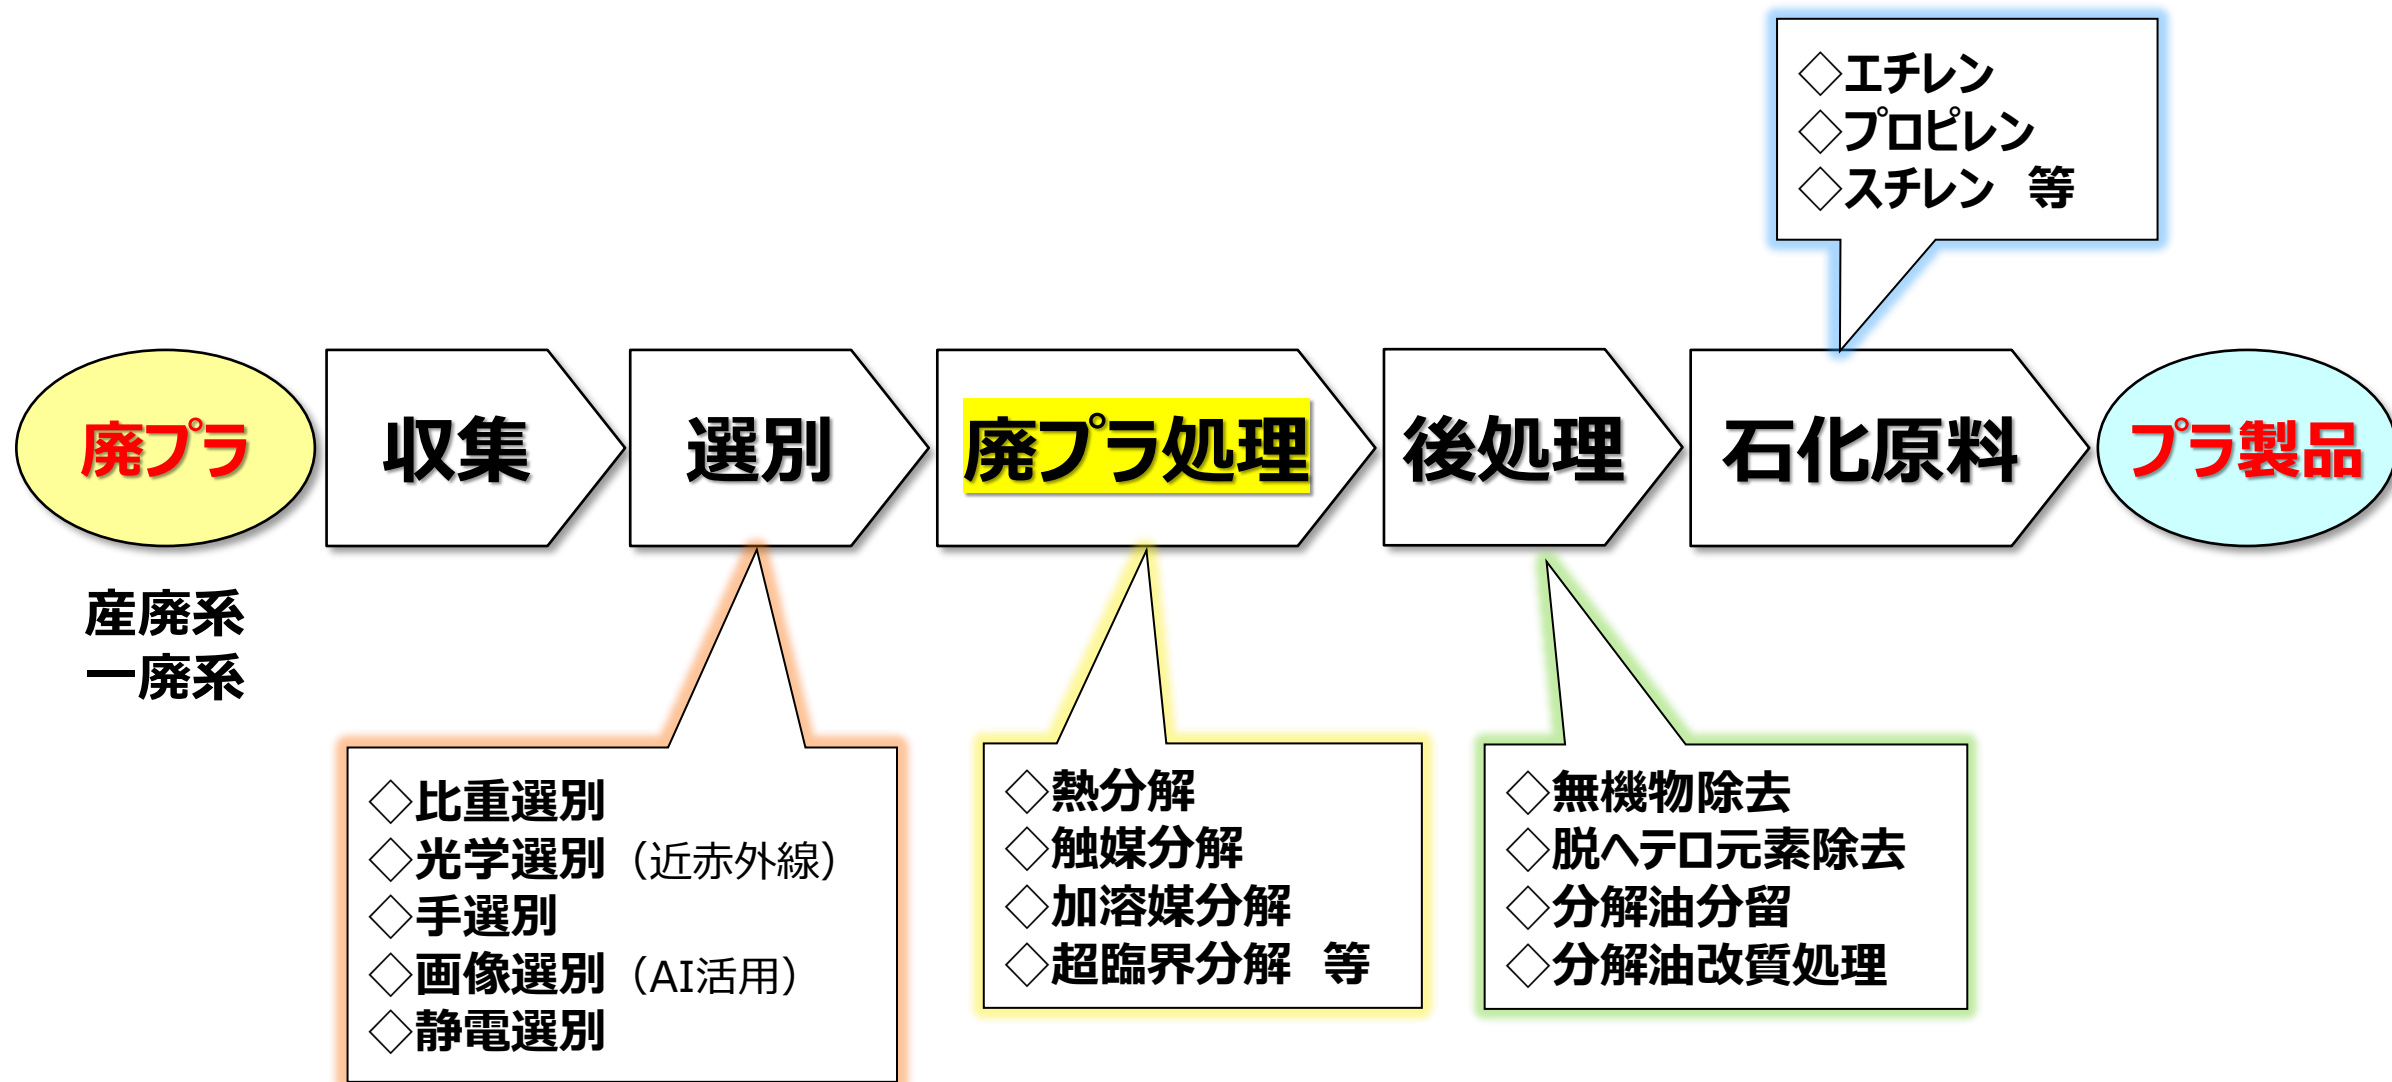 ◇エチレン
◇プロピレン
◇スチレン　等
廃プラ
収集
選別
廃プラ処理
後処理
石化原料
プラ製品
産廃系
一廃系
◇比重選別
◇光学選別（近赤外線）
◇手選別
◇画像選別（AI活用）
◇静電選別
◇熱分解
◇触媒分解
◇加溶媒分解
◇超臨界分解　等
◇無機物除去
◇脱ヘテロ元素除去
◇分解油分留
◇分解油改質処理